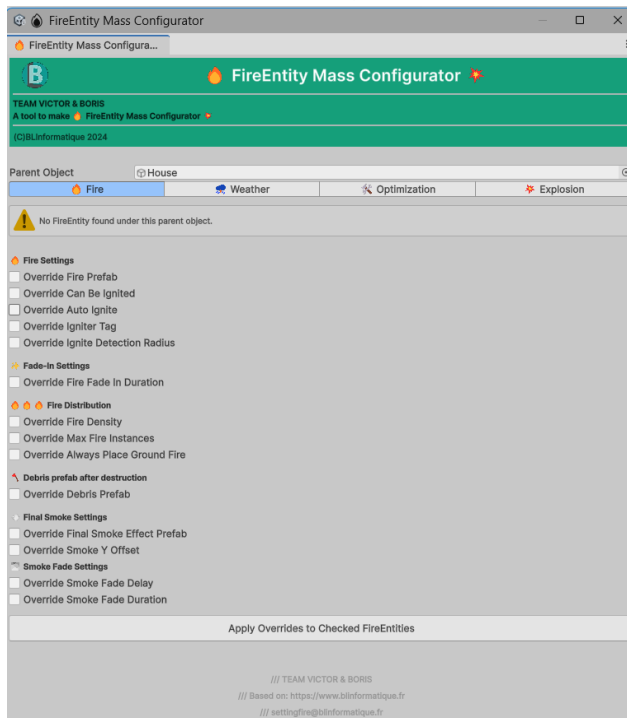 FireEntity Mass Configurator
FireEntity Mass Configura...
B
FireEntity Mass Configurator
TEAM VICTOR & BORIS
A tool to make FireEntity Mass Configurator
(C)BLInformatique 2024
Parent Object House
Fire Weather Optimization Explosion
No FireEntity found under this parent object.
Fire Settings
Override Fire Prefab
Override Can Be Ignited
Override Auto Ignite
Override Igniter Tag
Override Ignite Detection Radius
Fade-In Settings
Override Fire Fade In Duration
Fire Distribution
Override Fire Density
Override Max Fire Instances
Override Always Place Ground Fire
Debris prefab after destruction
Override Debris Prefab
Final Smoke Settings
Override Final Smoke Effect Prefab
Override Smoke Y Offset
Smoke Fade Settings
Override Smoke Fade Delay
Override Smoke Fade Duration
Apply Overrides to Checked FireEntities
/// TEAM VICTOR & BORIS
/// Based on: https://www.blinformatique.fr
/// settingfire@blinformatique.fr